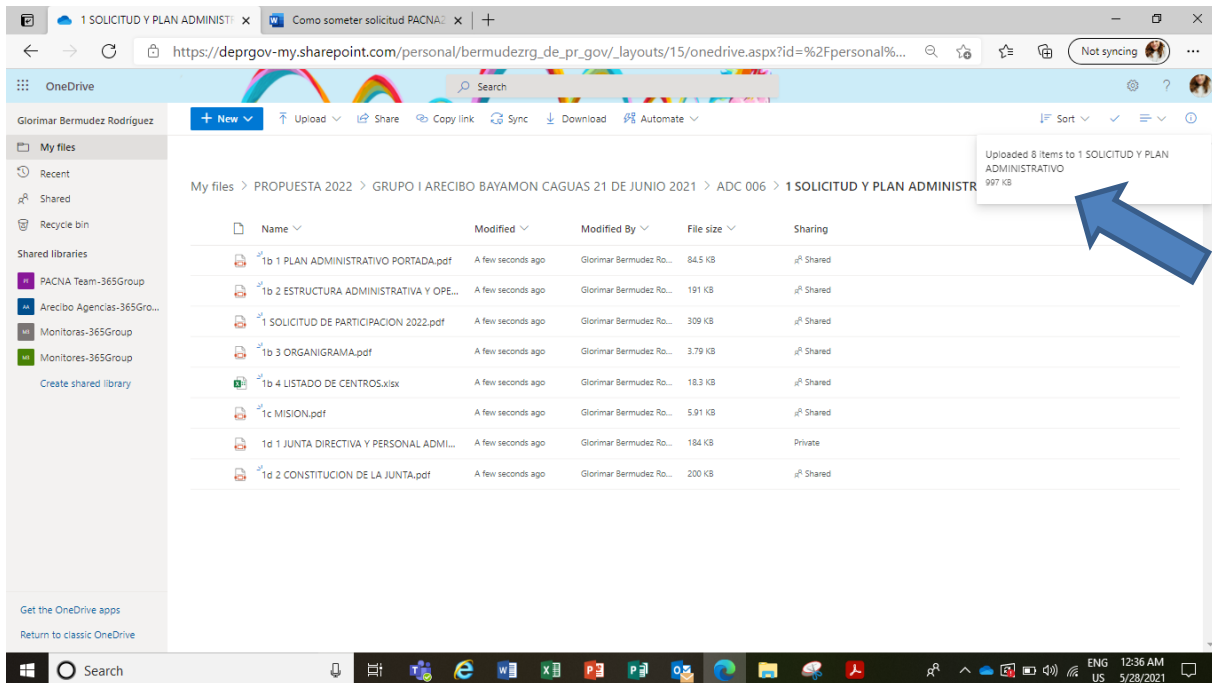 1 SOLICITUD Y PLAN ADMINISTR
Como someter solicitud PACNA2
https://deprgov-my.sharepoint.com/personal/bermudezrg_de_pr_gov/_layouts/15/onedrive.aspx?id=%2Fpersonal%...
Not syncing
OneDrive
Search
Glorimar Bermudez Rodríguez
+ New
Upload
Share
Copy link
Sync
Download
Automate
Sort
My files
Recent
Shared
Recycle bin
Shared libraries
PACNA Team-365Group
Arecibo Agencias-365Gro...
Monitoras-365Group
Monitores-365Group
Create shared library
Uploaded 8 items to 1 SOLICITUD Y PLAN
ADMINISTRATIVO
997 KB
My files > PROPUESTA 2022 > GRUPO I ARECIBO BAYAMON CAGUAS 21 DE JUNIO 2021 > ADC 006 > 1 SOLICITUD Y PLAN ADMINISTR
Name Modified Modified By File size Sharing
1b 1 PLAN ADMINISTRATIVO PORTADA.pdf A few seconds ago Glorimar Bermudez Ro... 84.5 KB Shared
1b 2 ESTRUCTURA ADMINISTRATIVA Y OPE... A few seconds ago Glorimar Bermudez Ro... 191 KB Shared
1 SOLICITUD DE PARTICIPACION 2022.pdf A few seconds ago Glorimar Bermudez Ro... 309 KB Shared
1b 3 ORGANIGRAMA.pdf A few seconds ago Glorimar Bermudez Ro... 3.79 KB Shared
1b 4 LISTADO DE CENTROS.xlsx A few seconds ago Glorimar Bermudez Ro... 18.3 KB Shared
1c MISION.pdf A few seconds ago Glorimar Bermudez Ro... 5.91 KB Shared
1d 1 JUNTA DIRECTIVA Y PERSONAL ADMI... A few seconds ago Glorimar Bermudez Ro... 184 KB Private
1d 2 CONSTITUCION DE LA JUNTA.pdf A few seconds ago Glorimar Bermudez Ro... 200 KB Shared
Get the OneDrive apps
Return to classic OneDrive
Search
ENG
US
12:36 AM
5/28/2021